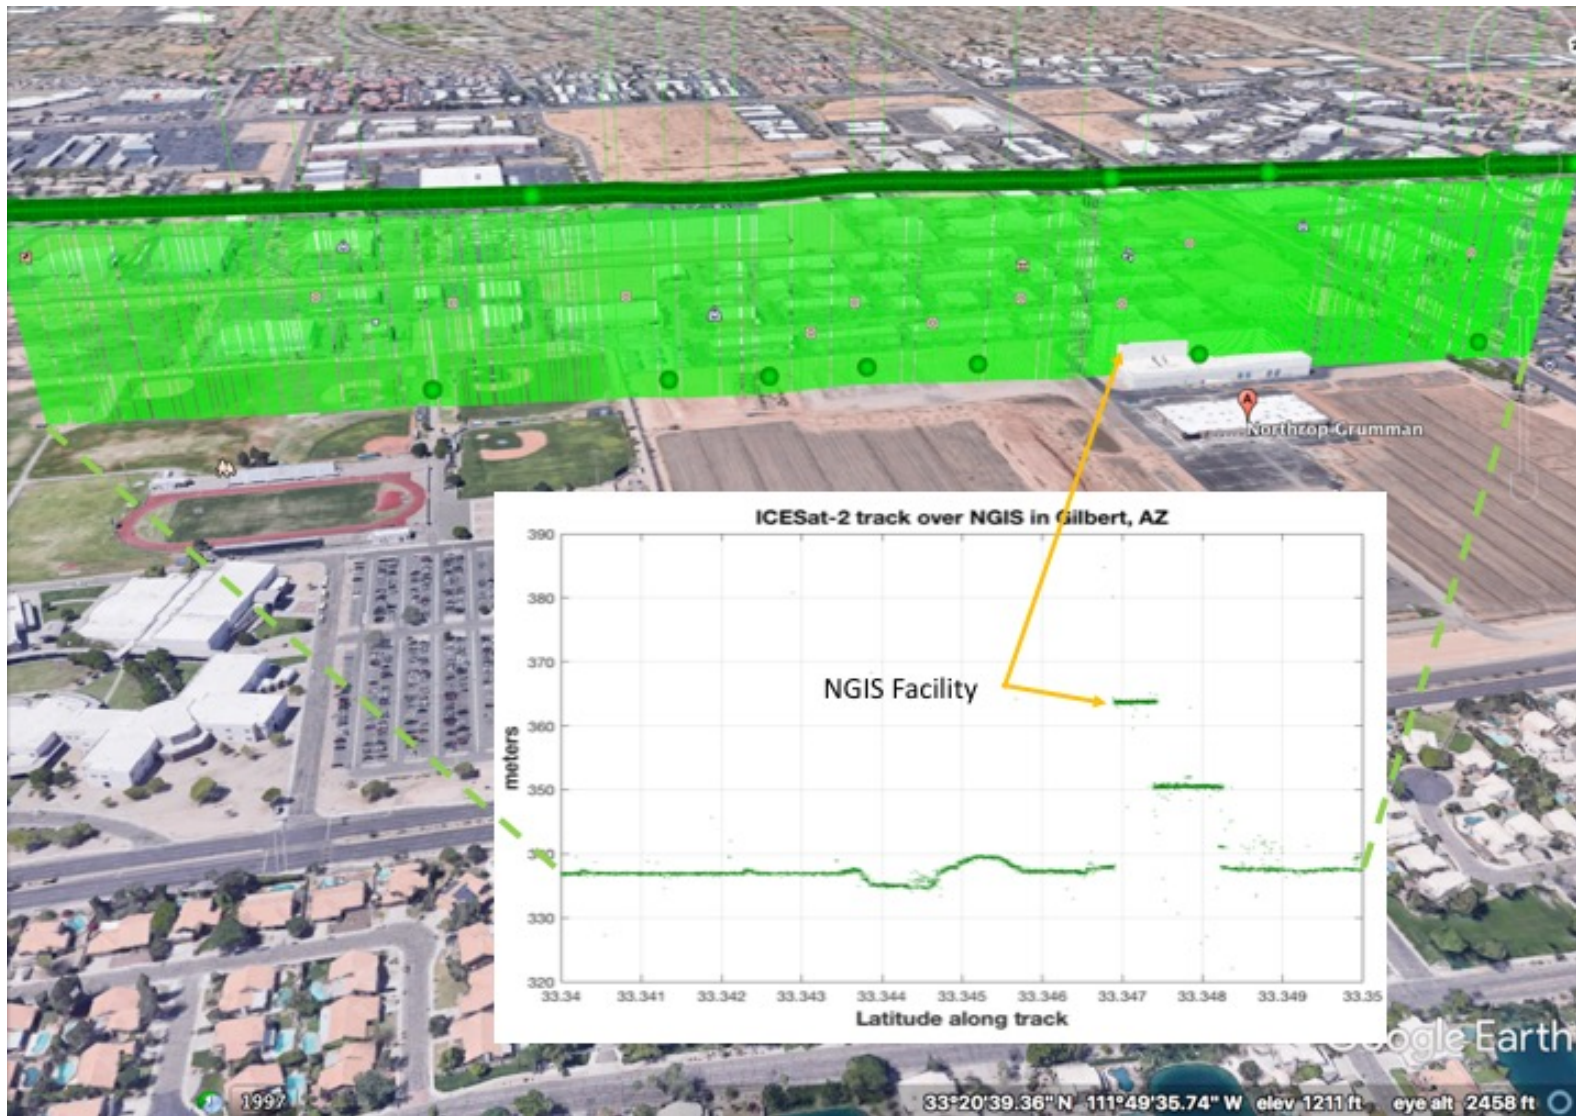 A
Northrop Grumman
ICESat-2 track over NGIS in Gilbert, AZ
390
380
370
NGIS Facility
360
meters
350
340
330
320
33.34 33.341 33.342 33.343 33.344 33.345 33.346 33.347 33.348 33.349 33.35
Latitude along track
Google Earth
1997
33°20'39.36" N 111°49'35.74" W elev 1211 ft eye alt 2458 ft